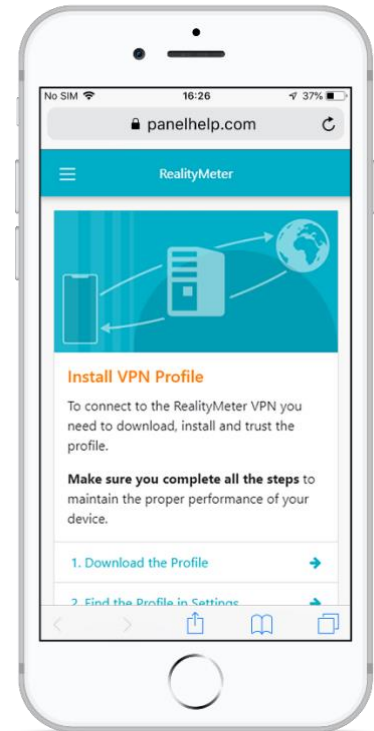 No SIM 16:26 37%
panelhelp.com
RealityMeter
Install VPN Profile
To connect to the RealityMeter VPN you
need to download, install and trust the
profile.
Make sure you complete all the steps to
maintain the proper performance of your
device.
1. Download the Profile
2. Find the Profile in Settings